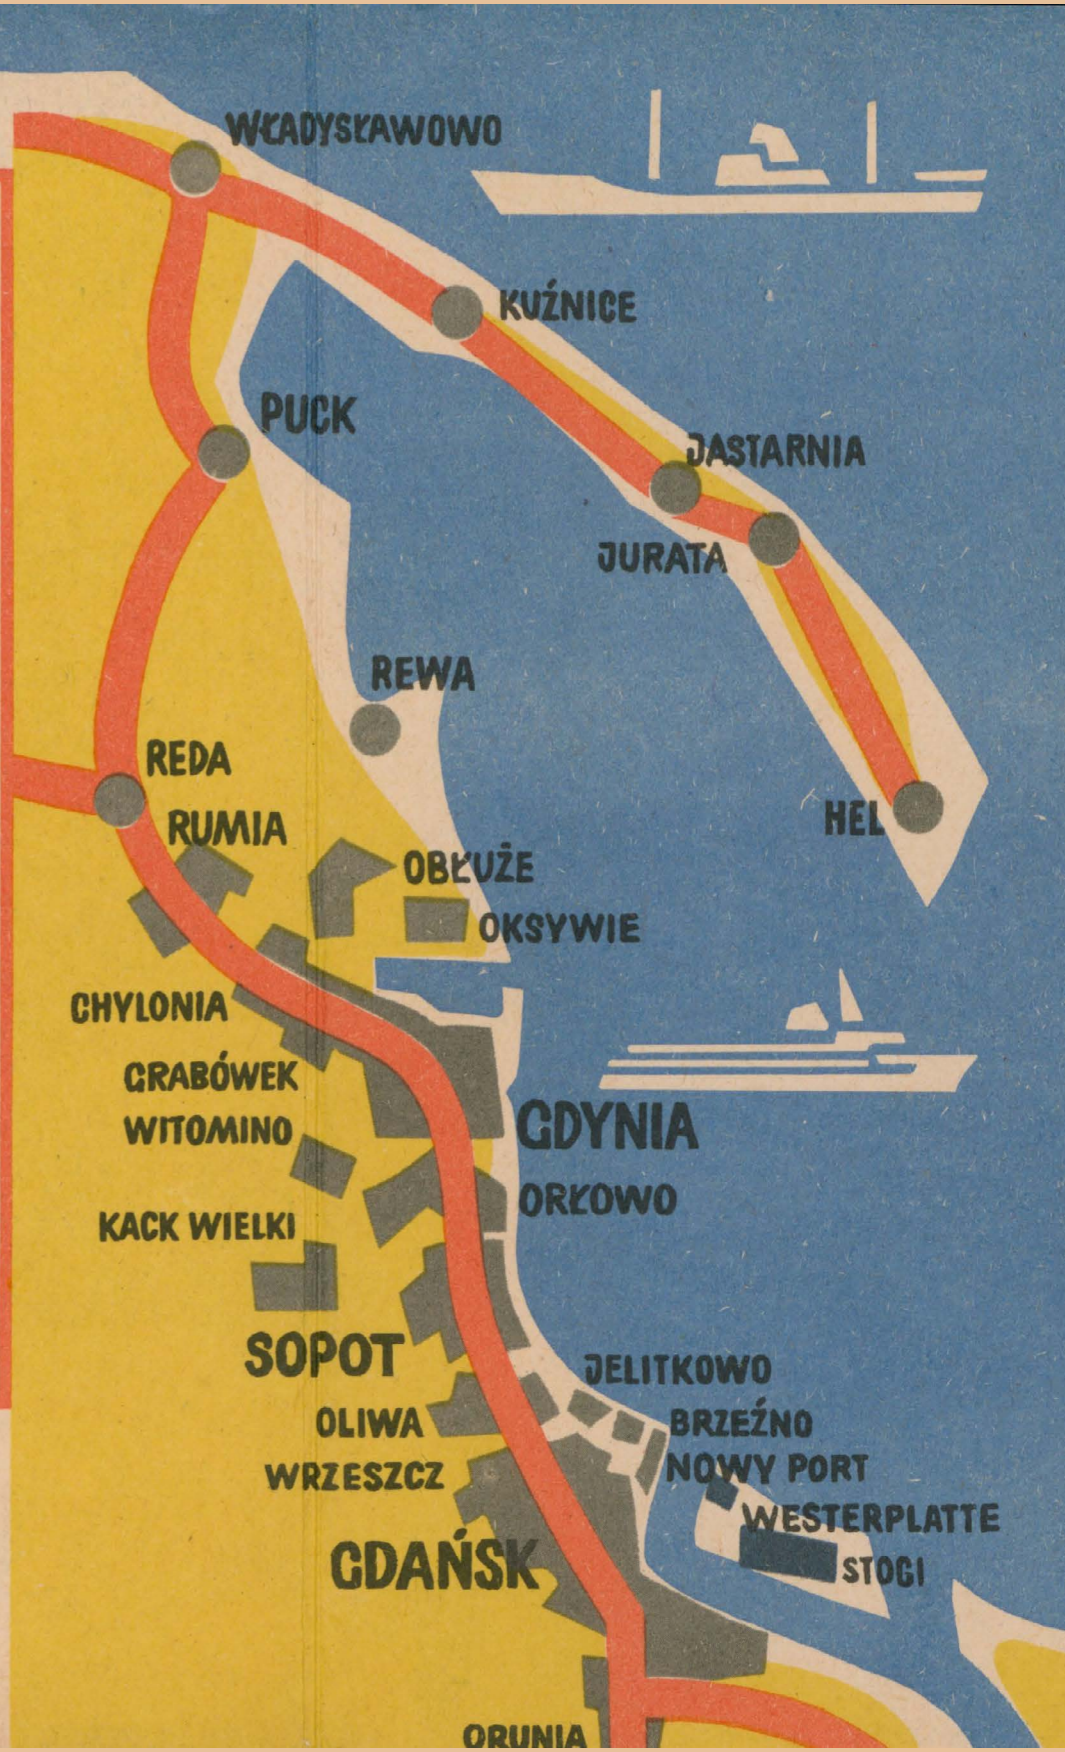 WŁADYSŁAWOWO
KUŹNICE
PUCK
JASTARNIA
JURATA
REWA
REDA
HEL
RUMIA
OBŁUŻE
OKSYWIE
CHYLONIA
GRABÓWEK
GDYNIA
WITOMINO
ORŁOWO
KACK WIELKI
SOPOT
JELITKOWO
OLIWA
BRZEŹNO
WRZESZCZ
NOWY PORT
WESTERPLATTE
GDAŃSK
STOGI
ORUNIA